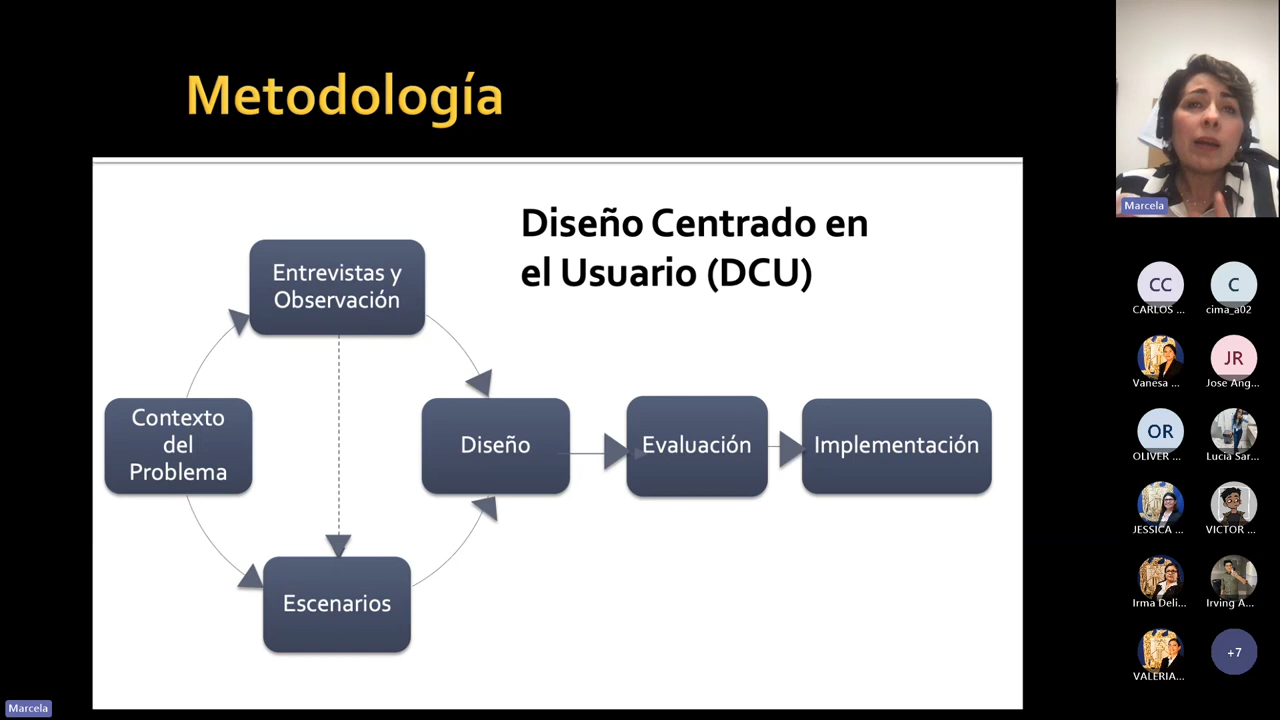 Metodología
Diseño Centrado en
el Usuario (DCU)
Entrevistas y
Observación
Contexto
del
Problema
Diseño
Evaluación
Implementación
Escenarios
Marcela
CC
CARLOS ...
C
cima_a02
Vanesa ...
JR
Jose Ang...
OR
OLIVER ...
Lucia Sar...
JESSICA ...
VICTOR ...
Irma Deli...
Irving A...
VALERIA...
+7
Marcela